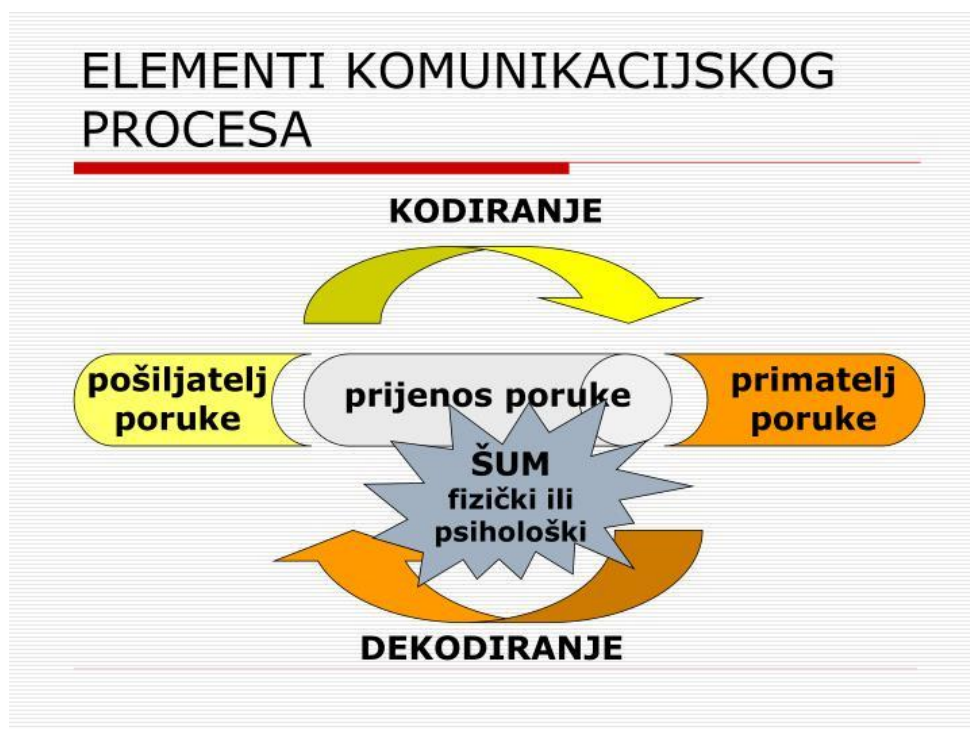 ELEMENTI KOMUNIKACIJSKOG
PROCESA
KODIRANJE
pošiljatelj
poruke
prijenos poruke
primatelj
poruke
ŠUM
fizički ili
psihološki
DEKODIRANJE